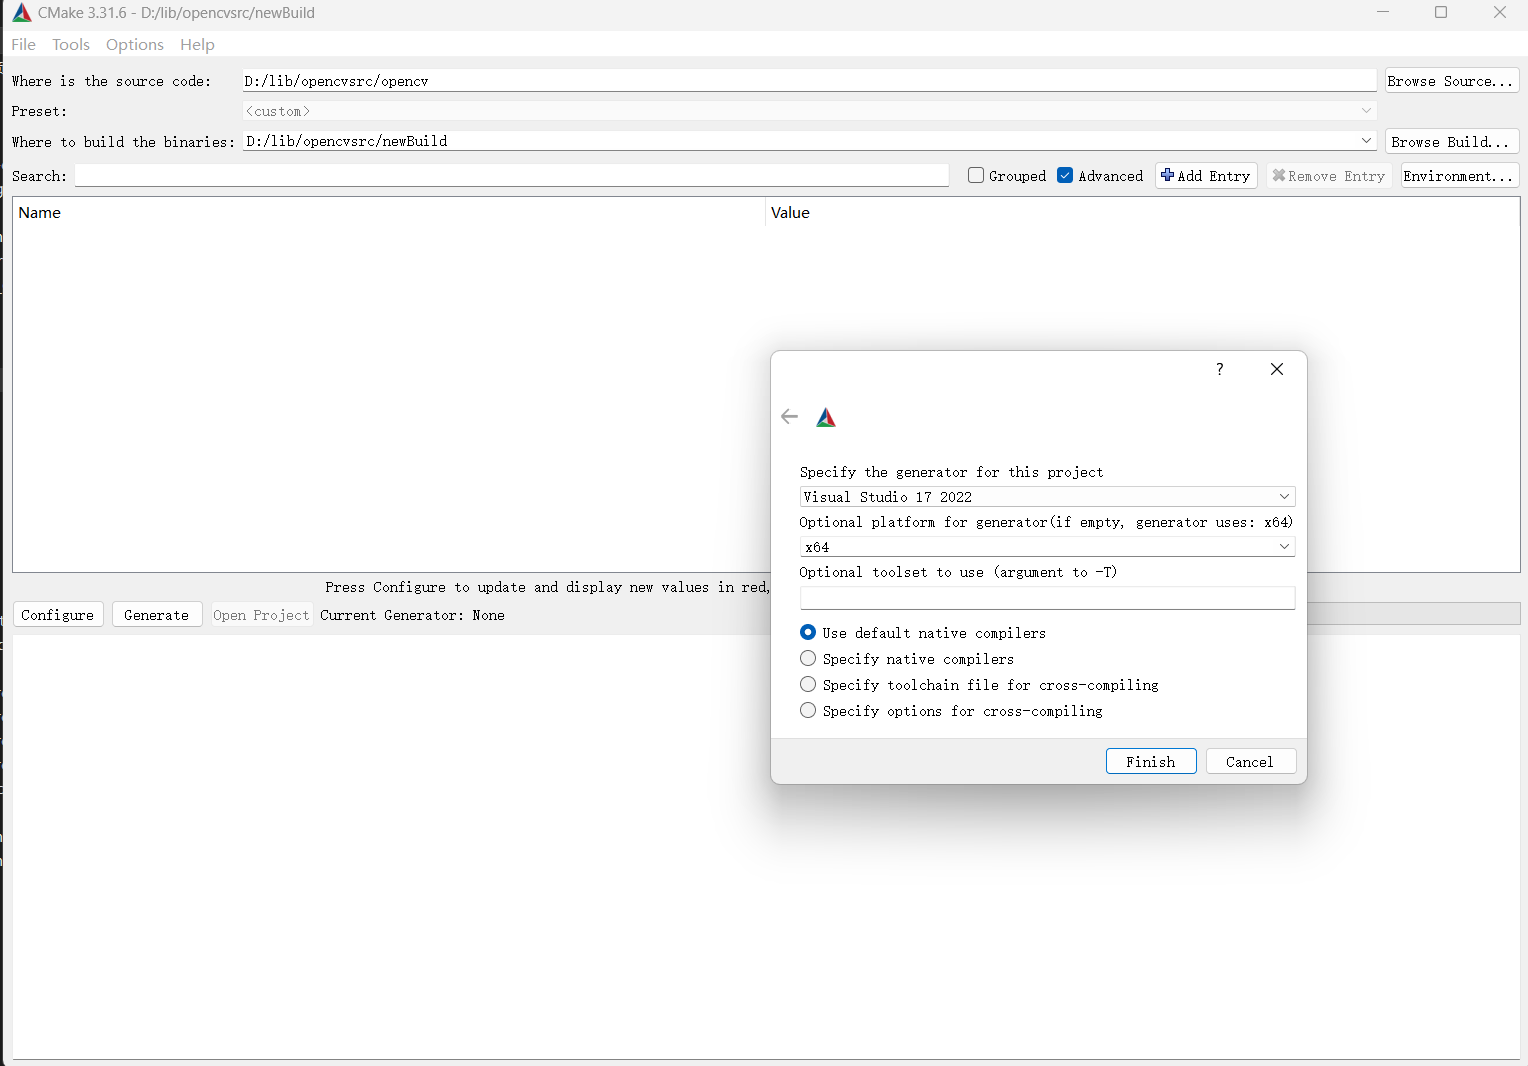 CMake 3.31.6 - D:/lib/opencvsrc/newBuild
File Tools Options Help
Where is the source code: D:/lib/opencvsrc/opencv Browse Source...
Preset: <custom>
Where to build the binaries: D:/lib/opencvsrc/newBuild Browse Build...
Search: Grouped Advanced Add Entry Remove Entry Environment...
Name Value
?
Specify the generator for this project
Visual Studio 17 2022
Optional platform for generator(if empty, generator uses: x64)
x64
Optional toolset to use (argument to -T)
Use default native compilers
Specify native compilers
Specify toolchain file for cross-compiling
Specify options for cross-compiling
Finish Cancel
Press Configure to update and display new values in red,
Configure Generate Open Project Current Generator: None